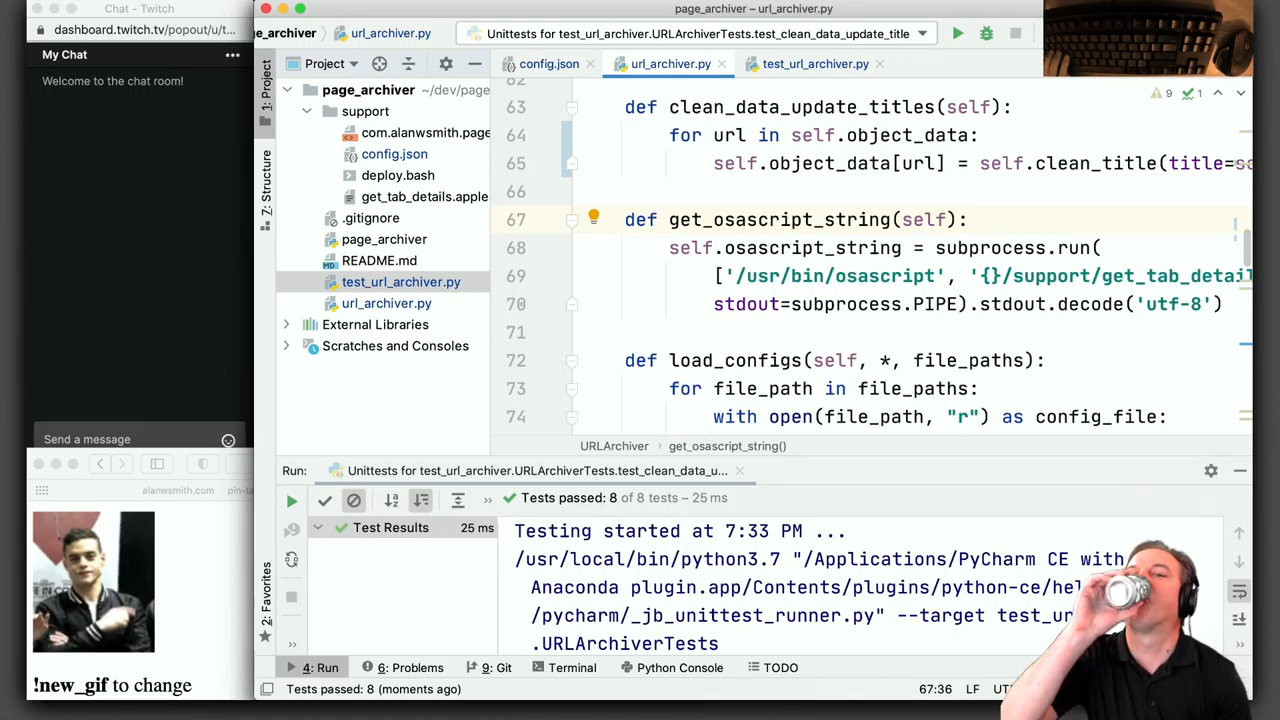 Chat - Twitch
dashboard.twitch.tv/popout/u/t...
My Chat
Welcome to the chat room!
Send a message
alanwsmith.com
pin-ta
!new_gif to change
page_archiver – url_archiver.py
ge_archiver
url_archiver.py
Unittests for test_url_archiver.URLArchiverTests.test_clean_data_update_title
1: Project
7: Structure
2: Favorites
Project
config.json
url_archiver.py
test_url_archiver.py
page_archiver ~/dev/page
support
com.alanwsmith.page
config.json
deploy.bash
get_tab_details.apple
.gitignore
page_archiver
README.md
test_url_archiver.py
url_archiver.py
External Libraries
Scratches and Consoles
9 1
62
63 def clean_data_update_titles(self):
64 for url in self.object_data:
65 self.object_data[url] = self.clean_title(title=se
66
67 def get_osascript_string(self):
68 self.osascript_string = subprocess.run(
69 ['/usr/bin/osascript', '{}/support/get_tab_detail
70 stdout=subprocess.PIPE).stdout.decode('utf-8')
71
72 def load_configs(self, *, file_paths):
73 for file_path in file_paths:
74 with open(file_path, "r") as config_file:
URLArchiver get_osascript_string()
Run: Unittests for test_url_archiver.URLArchiverTests.test_clean_data_u...
Tests passed: 8 of 8 tests – 25 ms
Test Results 25 ms
Testing started at 7:33 PM ...
/usr/local/bin/python3.7 "/Applications/PyCharm CE with
Anaconda plugin.app/Contents/plugins/python-ce/hel
/pycharm/_jb_unittest_runner.py" --target test_ur
.URLArchiverTests
4: Run 6: Problems 9: Git Terminal Python Console TODO
Tests passed: 8 (moments ago)
67:36 LF UT